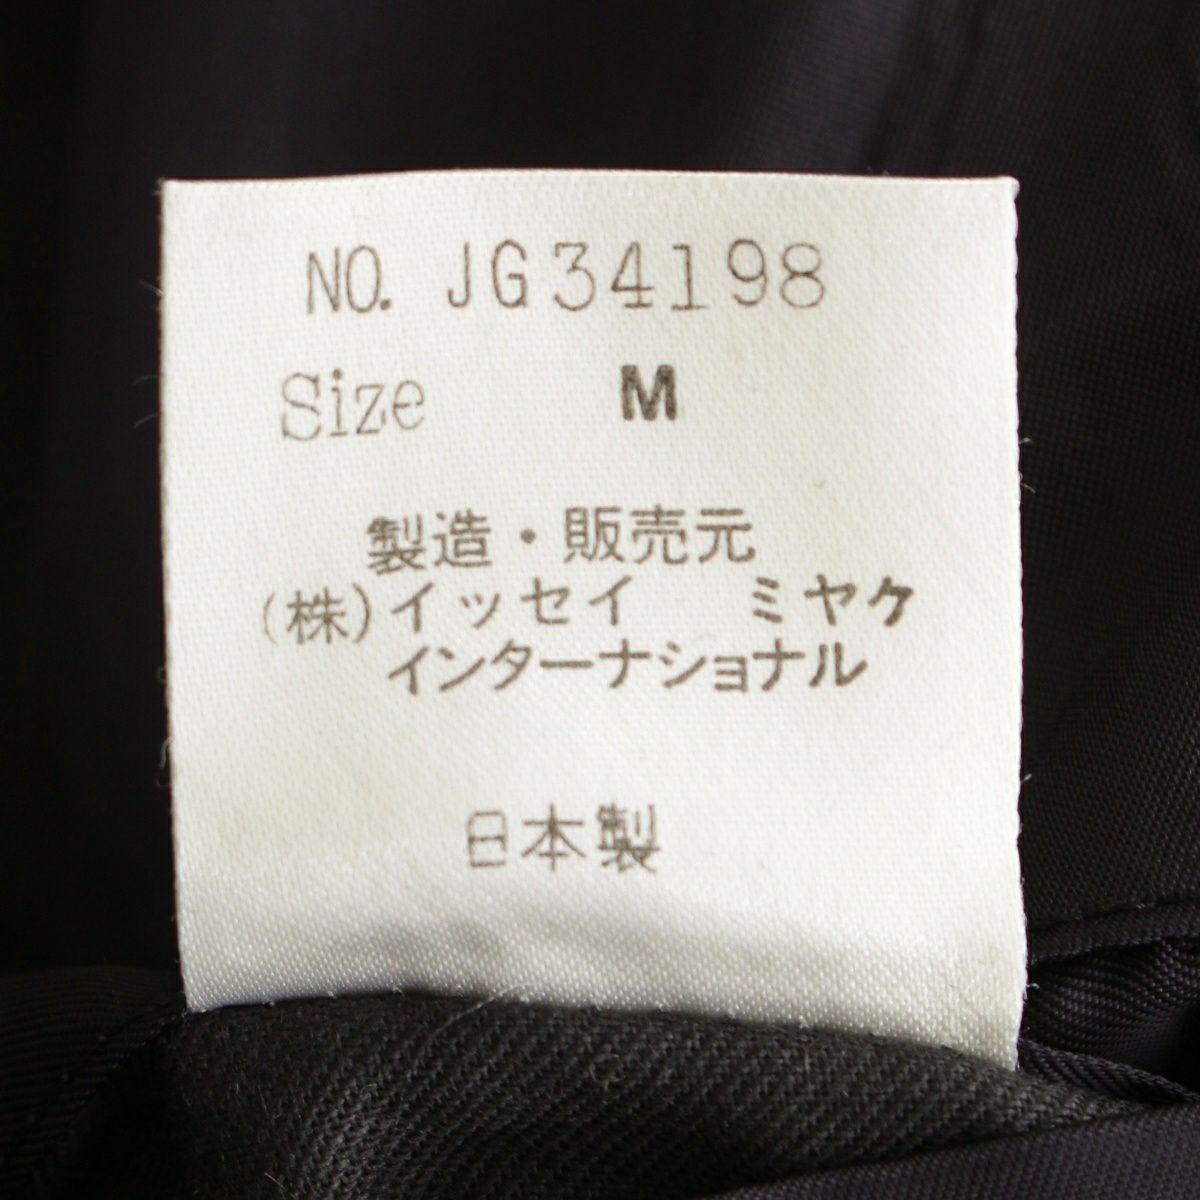 NO. JG34198
Size M
製造・販売元
(株)イッセイ ミヤケ
インターナショナル
日本製